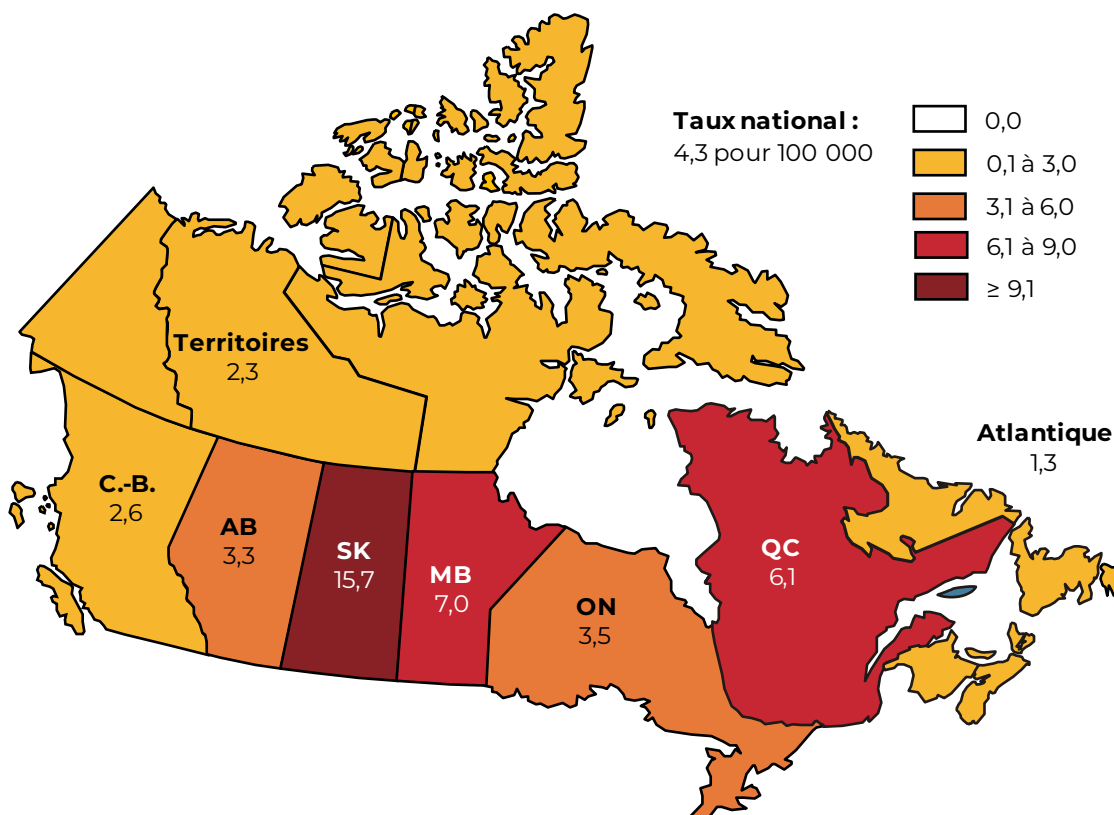 Taux national :
4,3 pour 100 000
0,0
0,1 à 3,0
3,1 à 6,0
6,1 à 9,0
≥ 9,1
Territoires
2,3
Atlantique
1,3
C.-B.
2,6
AB
3,3
SK
15,7
MB
7,0
ON
3,5
QC
6,1